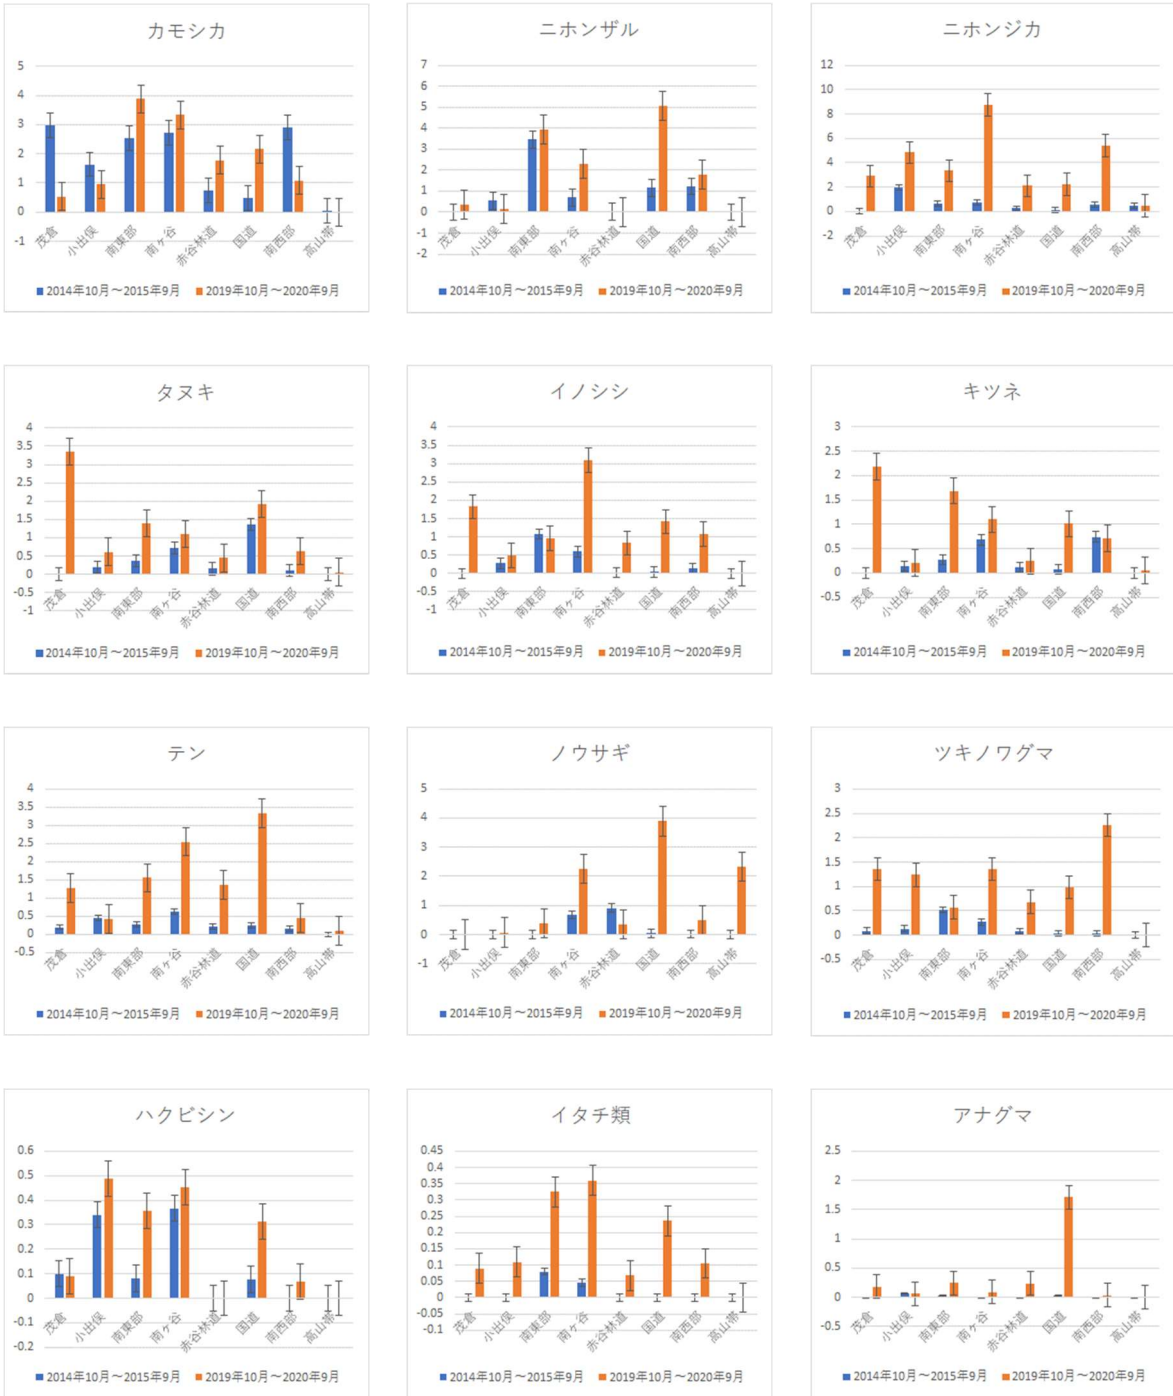 カモシカ
5
4
3
2
1
0
-1
茂倉
小出俣
南東部
南ヶ谷
赤谷林道
国道
南西部
高山帯
2014年10月～2015年9月 2019年10月～2020年9月
ニホンザル
7
6
5
4
3
2
1
0
-1
-2
茂倉
小出俣
南東部
南ヶ谷
赤谷林道
国道
南西部
高山帯
2014年10月～2015年9月 2019年10月～2020年9月
ニホンジカ
12
10
8
6
4
2
0
-2
茂倉
小出俣
南東部
南ヶ谷
赤谷林道
国道
南西部
高山帯
2014年10月～2015年9月 2019年10月～2020年9月
タヌキ
4
3.5
3
2.5
2
1.5
1
0.5
0
-0.5
-1
茂倉
小出俣
南東部
南ヶ谷
赤谷林道
国道
南西部
高山帯
2014年10月～2015年9月 2019年10月～2020年9月
イノシシ
4
3.5
3
2.5
2
1.5
1
0.5
0
-0.5
-1
茂倉
小出俣
南東部
南ヶ谷
赤谷林道
国道
南西部
高山帯
2014年10月～2015年9月 2019年10月～2020年9月
キツネ
3
2.5
2
1.5
1
0.5
0
-0.5
茂倉
小出俣
南東部
南ヶ谷
赤谷林道
国道
南西部
高山帯
2014年10月～2015年9月 2019年10月～2020年9月
テン
4
3.5
3
2.5
2
1.5
1
0.5
0
-0.5
茂倉
小出俣
南東部
南ヶ谷
赤谷林道
国道
南西部
高山帯
2014年10月～2015年9月 2019年10月～2020年9月
ノウサギ
5
4
3
2
1
0
-1
茂倉
小出俣
南東部
南ヶ谷
赤谷林道
国道
南西部
高山帯
2014年10月～2015年9月 2019年10月～2020年9月
ツキノワグマ
3
2.5
2
1.5
1
0.5
0
-0.5
茂倉
小出俣
南東部
南ヶ谷
赤谷林道
国道
南西部
高山帯
2014年10月～2015年9月 2019年10月～2020年9月
ハクビシン
0.6
0.5
0.4
0.3
0.2
0.1
0
-0.1
-0.2
茂倉
小出俣
南東部
南ヶ谷
赤谷林道
国道
南西部
高山帯
2014年10月～2015年9月 2019年10月～2020年9月
イタチ類
0.45
0.4
0.35
0.3
0.25
0.2
0.15
0.1
0.05
0
-0.05
-0.1
茂倉
小出俣
南東部
南ヶ谷
赤谷林道
国道
南西部
高山帯
2014年10月～2015年9月 2019年10月～2020年9月
アナグマ
2.5
2
1.5
1
0.5
0
-0.5
茂倉
小出俣
南東部
南ヶ谷
赤谷林道
国道
南西部
高山帯
2014年10月～2015年9月 2019年10月～2020年9月